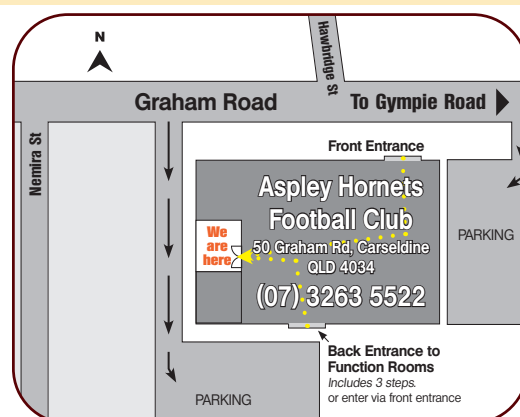 N
Hawbridge St
Graham Road
To Gympie Road
Nemira St
Front Entrance
Aspley Hornets
Football Club
50 Graham Rd, Carseldine
QLD 4034
(07) 3263 5522
We
are
here
PARKING
Back Entrance to
Function Rooms
Includes 3 steps.
or enter via front entrance
PARKING